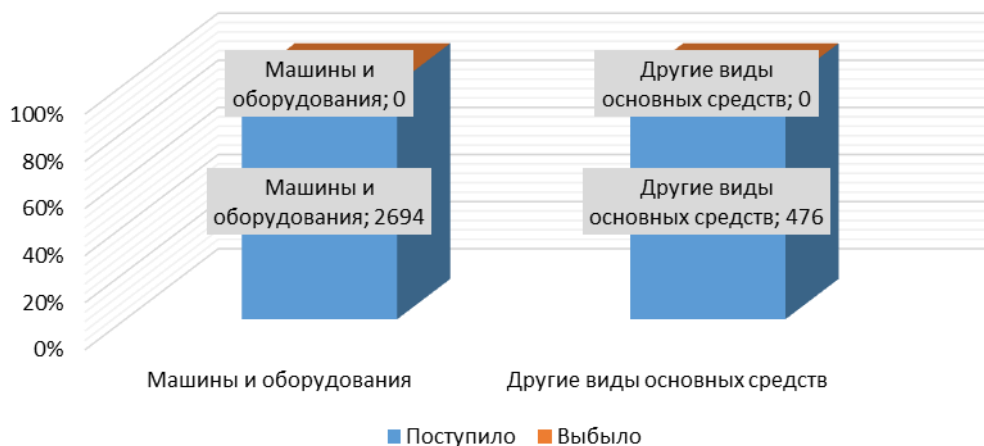 Машины и
оборудования; 0
Другие виды
основных средств; 0
100%
80%
60%
40%
20%
0%
Машины и
оборудования; 2694
Другие виды
основных средств; 476
Машины и оборудования
Другие виды основных средств
Поступило
Выбыло